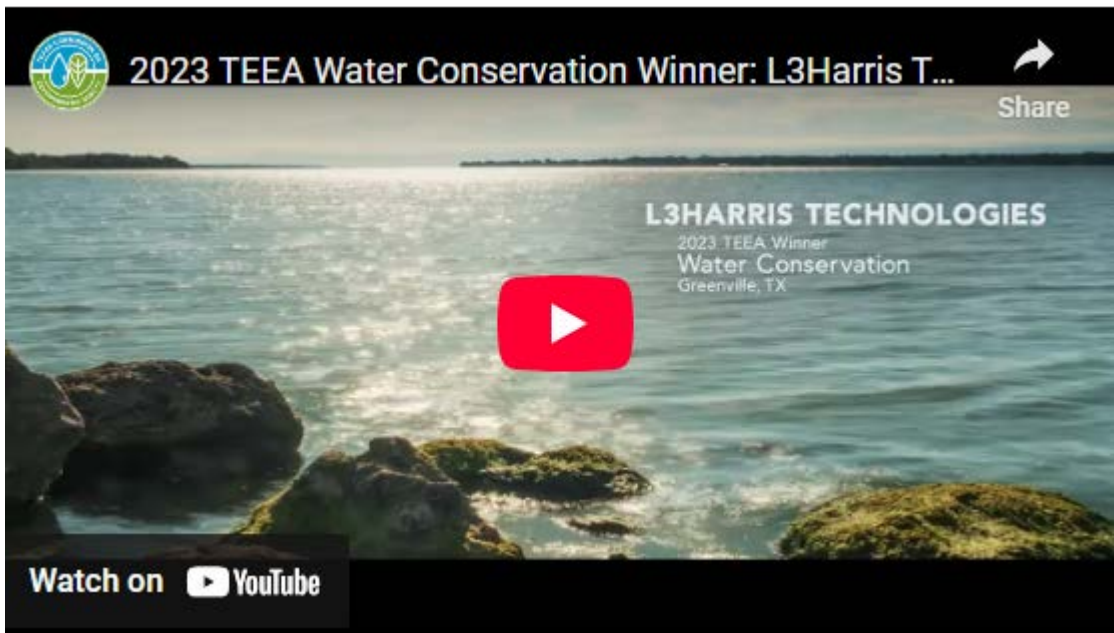 2023 TEEA Water Conservation Winner: L3Harris T...
Share
L3HARRIS TECHNOLOGIES
2023 TEEA Winner
Water Conservation
Greenville, TX
Watch on YouTube